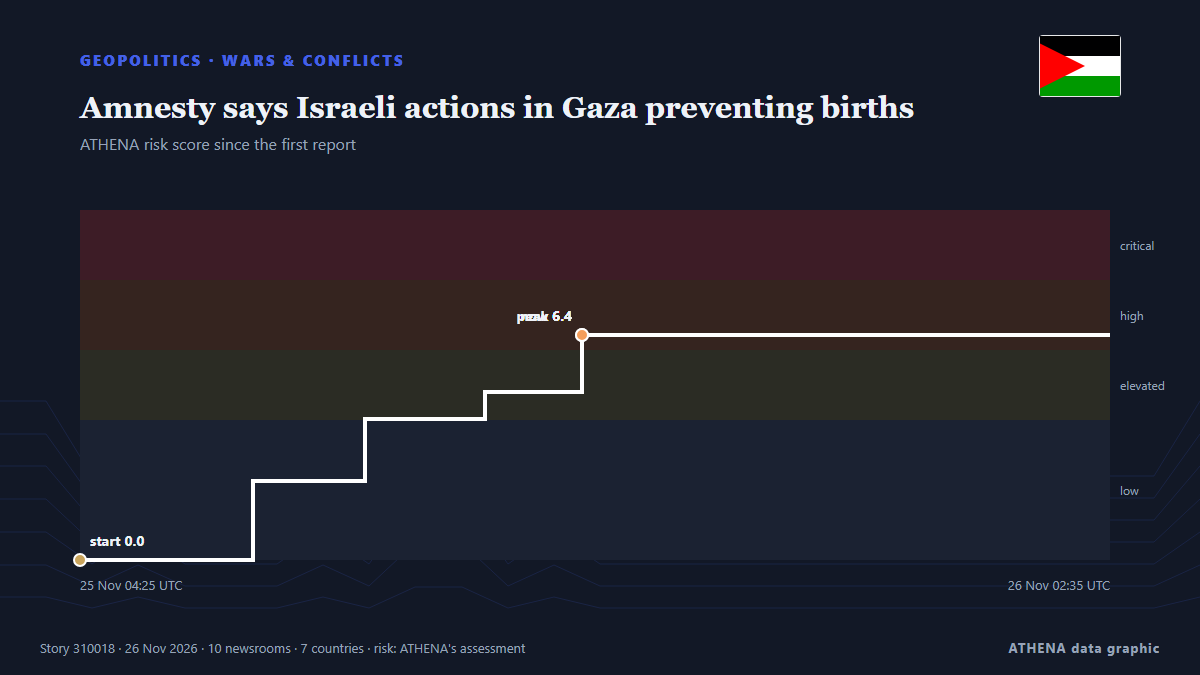 GEOPOLITICS · WARS & CONFLICTS
Amnesty says Israeli actions in Gaza preventing births
ATHENA risk score since the first report
critical
6.4
high
elevated
low
start 0.0
25 Nov 04:25 UTC
26 Nov 02:35 UTC
Story 310018 · 26 Nov 2026 · 10 newsrooms · 7 countries · risk: ATHENA's assessment
ATHENA data graphic